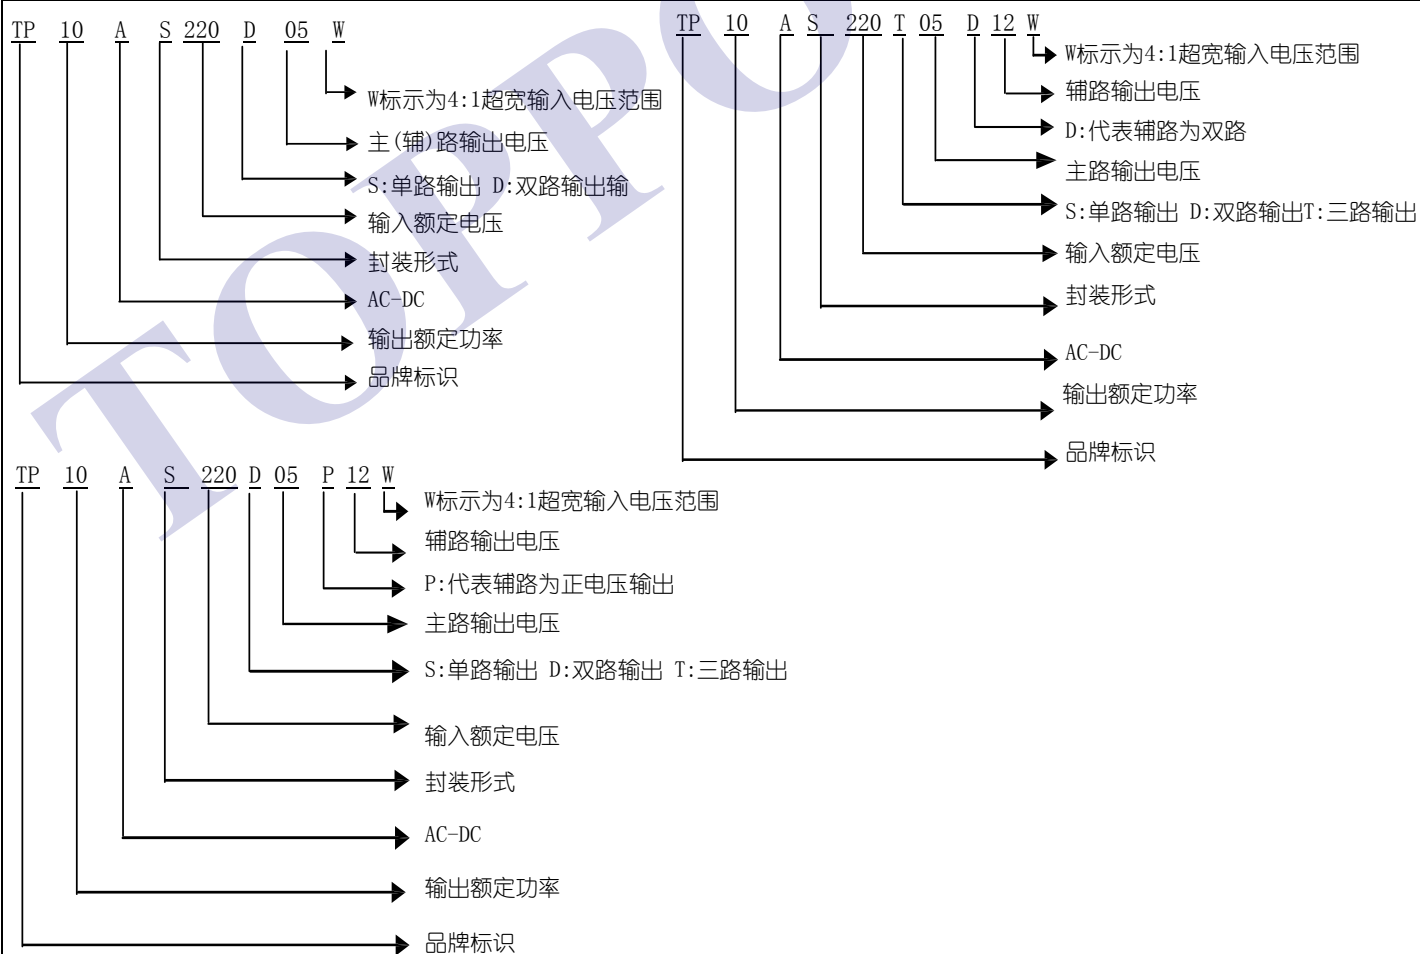 TP 10 A S 220 D 05 W
W标示为4:1超宽输入电压范围
主(辅)路输出电压
S:单路输出 D:双路输出输
输入额定电压
封装形式
AC-DC
输出额定功率
品牌标识
TP 10 A S 220 T 05 D 12 W
W标示为4:1超宽输入电压范围
辅路输出电压
D:代表辅路为双路
主路输出电压
S:单路输出 D:双路输出T:三路输出
输入额定电压
封装形式
AC-DC
输出额定功率
品牌标识
TP 10 A S 220 D 05 P 12 W
W标示为4:1超宽输入电压范围
辅路输出电压
P:代表辅路为正电压输出
主路输出电压
S:单路输出 D:双路输出 T:三路输出
输入额定电压
封装形式
AC-DC
输出额定功率
品牌标识
TOPPO